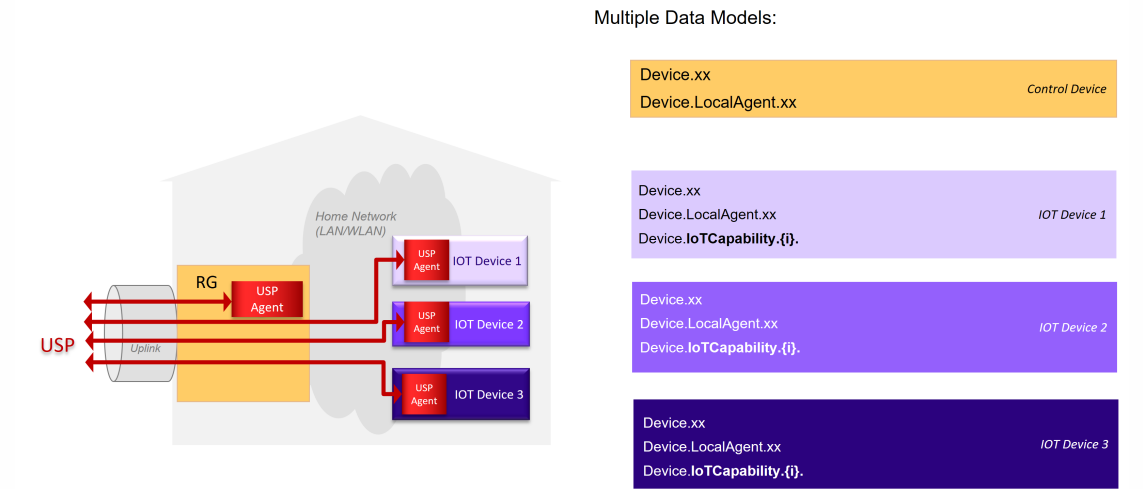 Multiple Data Models:
Device.xx
Device.LocalAgent.xx
Control Device
Device.xx
Device.LocalAgent.xx
Device.IoTCapability.{i}.
IOT Device 1
Device.xx
Device.LocalAgent.xx
Device.IoTCapability.{i}.
IOT Device 2
Device.xx
Device.LocalAgent.xx
Device.IoTCapability.{i}.
IOT Device 3
Home Network
(LAN/WLAN)
USP
Agent
IOT Device 1
RG
USP
Agent
USP
Agent
IOT Device 2
USP
Uplink
USP
Agent
IOT Device 3